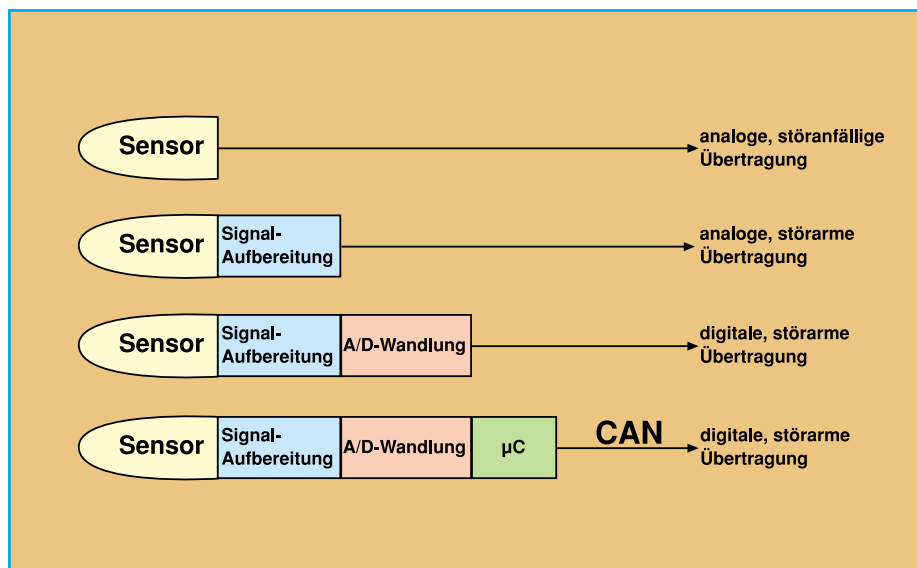 Sensor
analoge, störanfällige
Übertragung
Sensor
Signal-
Aufbereitung
analoge, störarme
Übertragung
Sensor
Signal-
Aufbereitung
A/D-Wandlung
digitale, störarme
Übertragung
Sensor
Signal-
Aufbereitung
A/D-Wandlung
µC
CAN
digitale, störarme
Übertragung